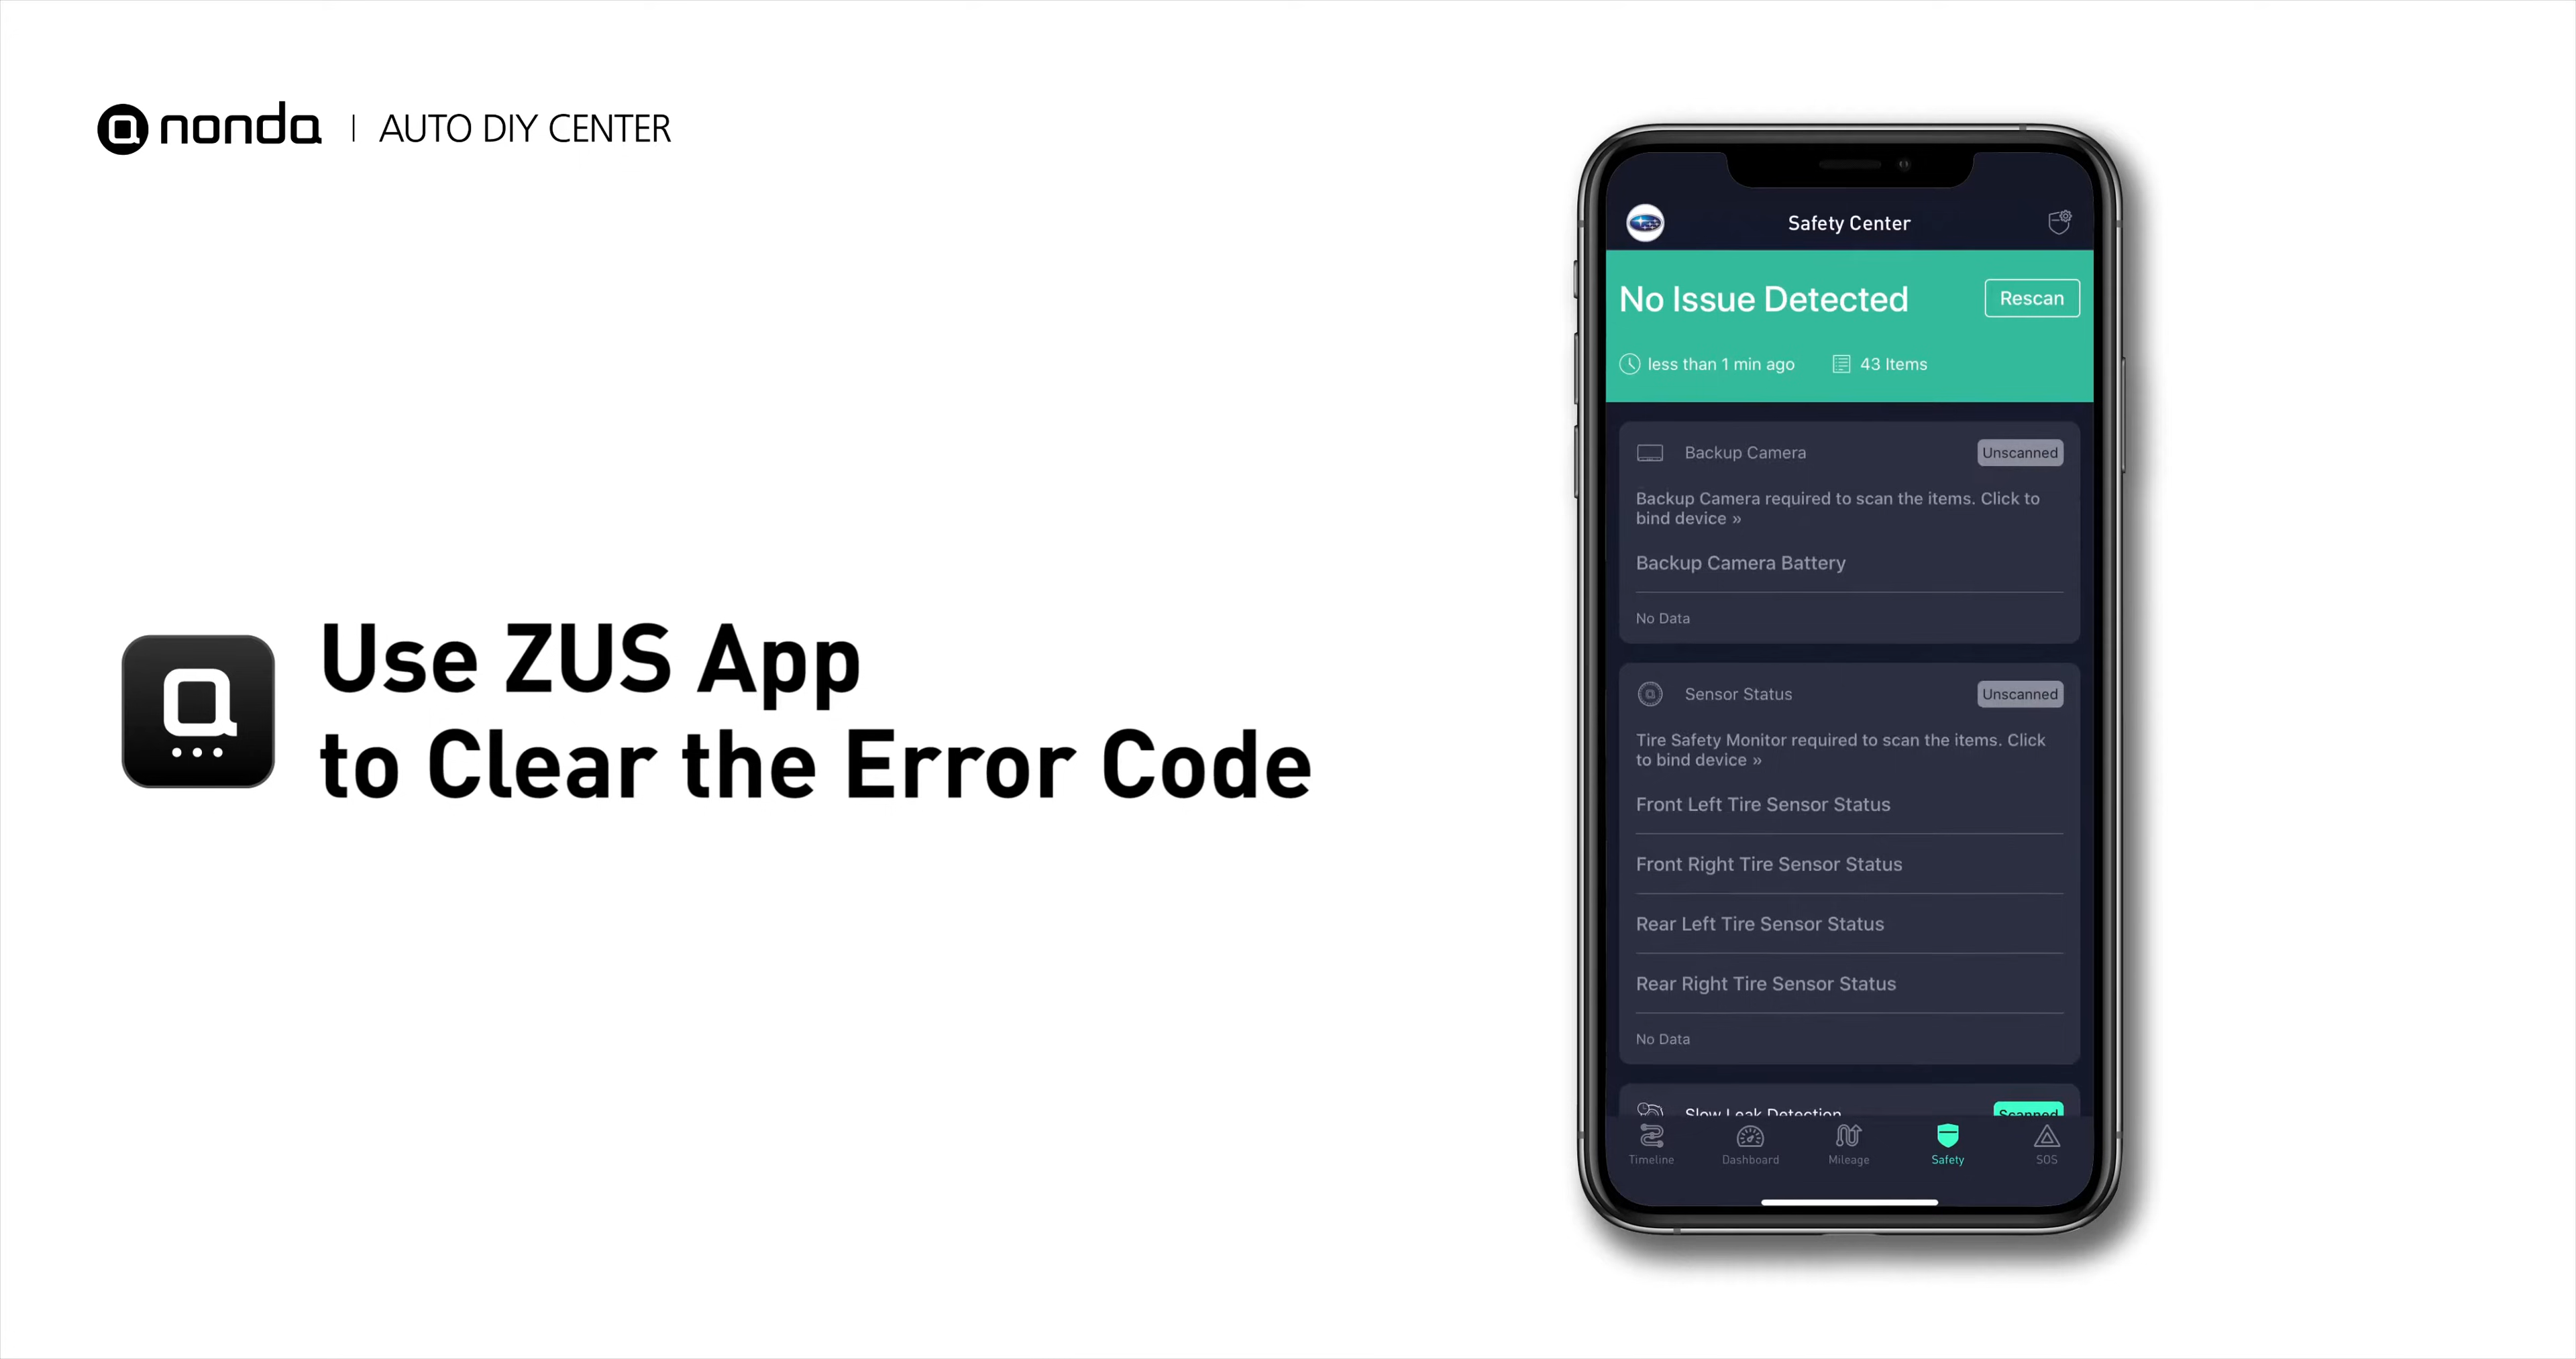 nonda | AUTO DIY CENTER
Use ZUS App
to Clear the Error Code
Safety Center
No Issue Detected
Rescan
less than 1 min ago
43 Items
Backup Camera
Unscanned
Backup Camera required to scan the items. Click to
bind device »
Backup Camera Battery
No Data
Sensor Status
Unscanned
Tire Safety Monitor required to scan the items. Click
to bind device »
Front Left Tire Sensor Status
Front Right Tire Sensor Status
Rear Left Tire Sensor Status
Rear Right Tire Sensor Status
No Data
Slow Leak Detection
Scanned
Timeline
Dashboard
Mileage
Safety
SOS